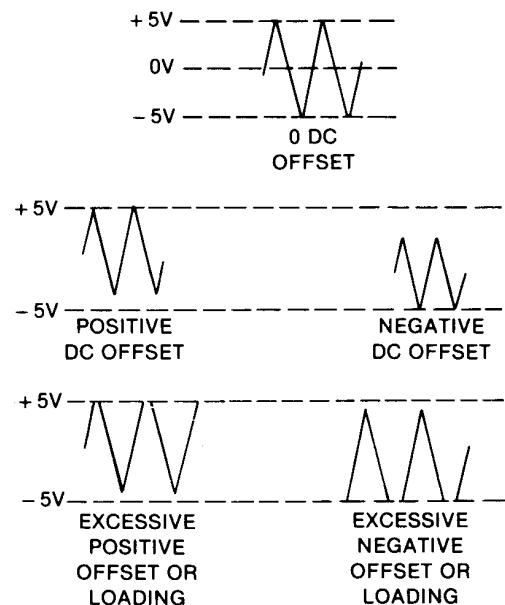 + 5V
0V
− 5V
0 DC
OFFSET
+ 5V
− 5V
POSITIVE
DC OFFSET
NEGATIVE
DC OFFSET
+ 5V
− 5V
EXCESSIVE
POSITIVE
OFFSET OR
LOADING
EXCESSIVE
NEGATIVE
OFFSET OR
LOADING